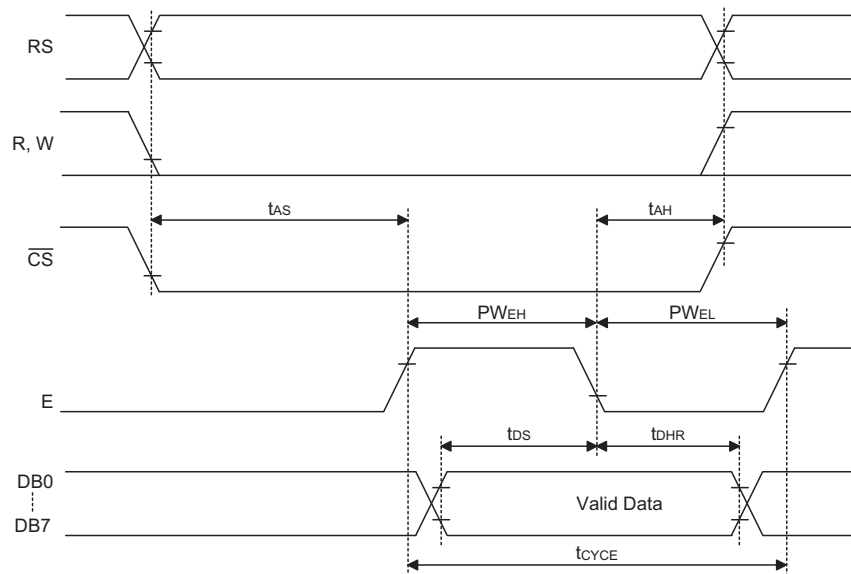 RS
R, W
tAS
tAH
CS
PWEH
PWEL
E
tDS
tDHR
DB0
Valid Data
DB7
tCYCE